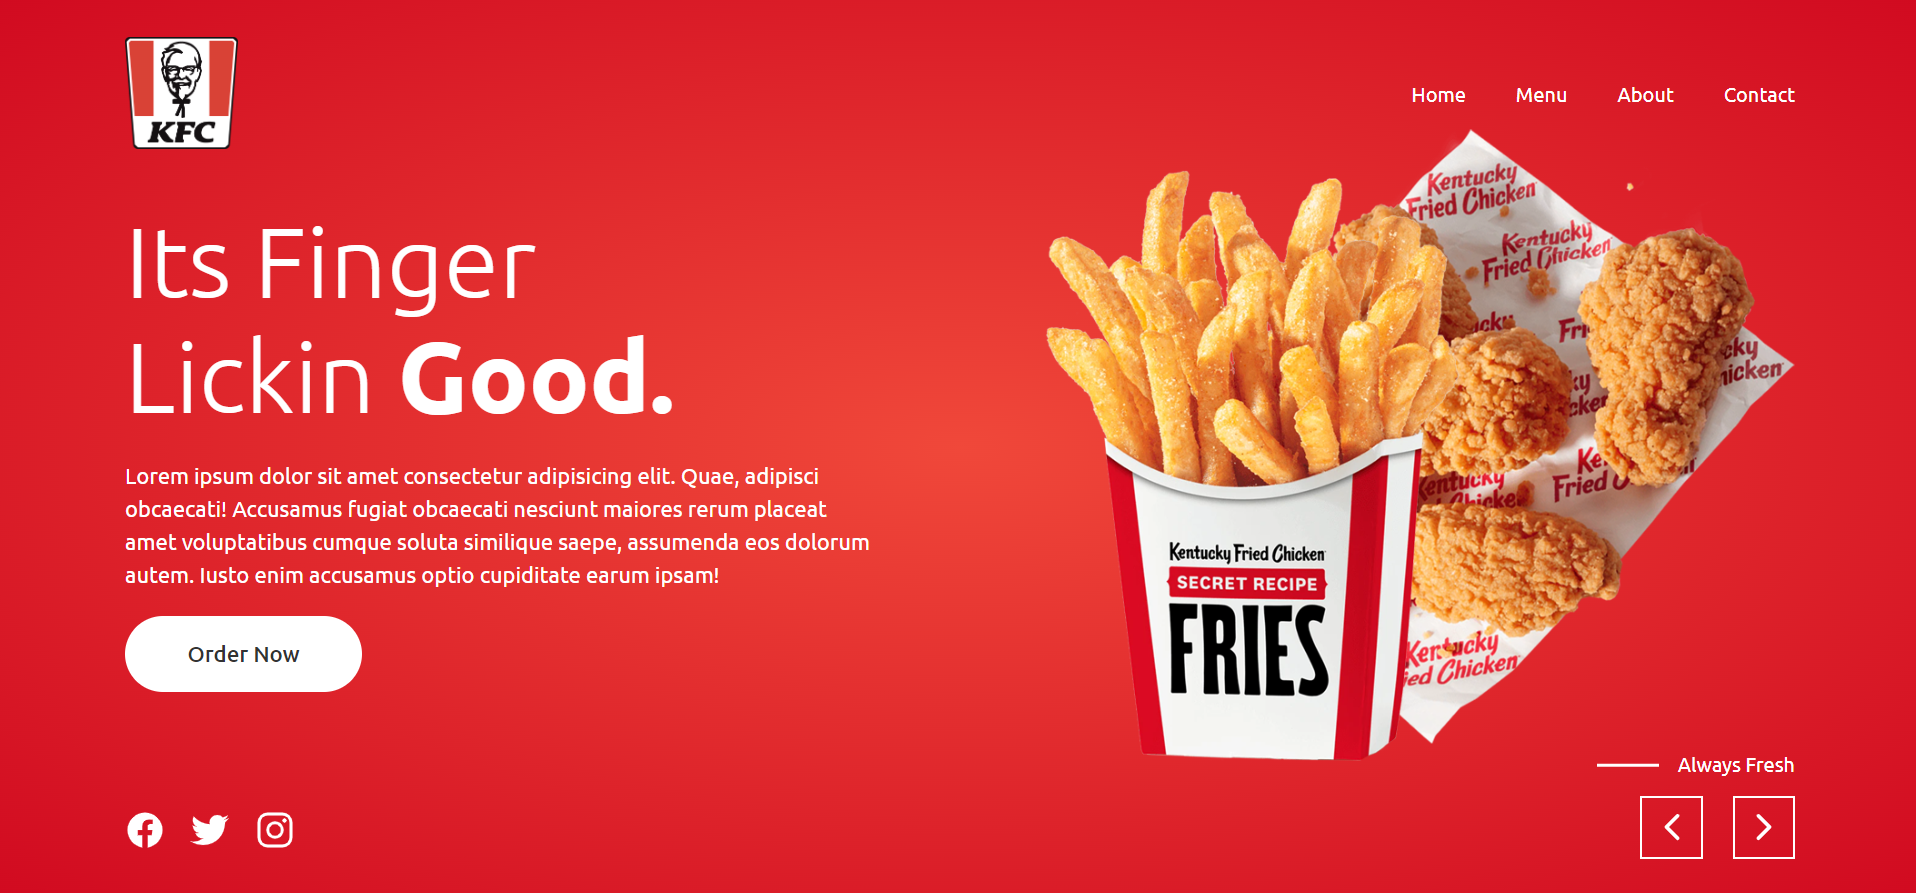 KFC
Home Menu About Contact
Its Finger
Lickin Good.
Lorem ipsum dolor sit amet consectetur adipisicing elit. Quae, adipisci
obcaecati! Accusamus fugiat obcaecati nesciunt maiores rerum placeat
amet voluptatibus cumque soluta similique saepe, assumenda eos dolorum
autem. Iusto enim accusamus optio cupiditate earum ipsam!
Order Now
Kentucky
Fried Chicken
Kentucky
Fried Chicken
Kentucky Fried Chicken
SECRET RECIPE
FRIES
Kentucky
Chicken
Always Fresh